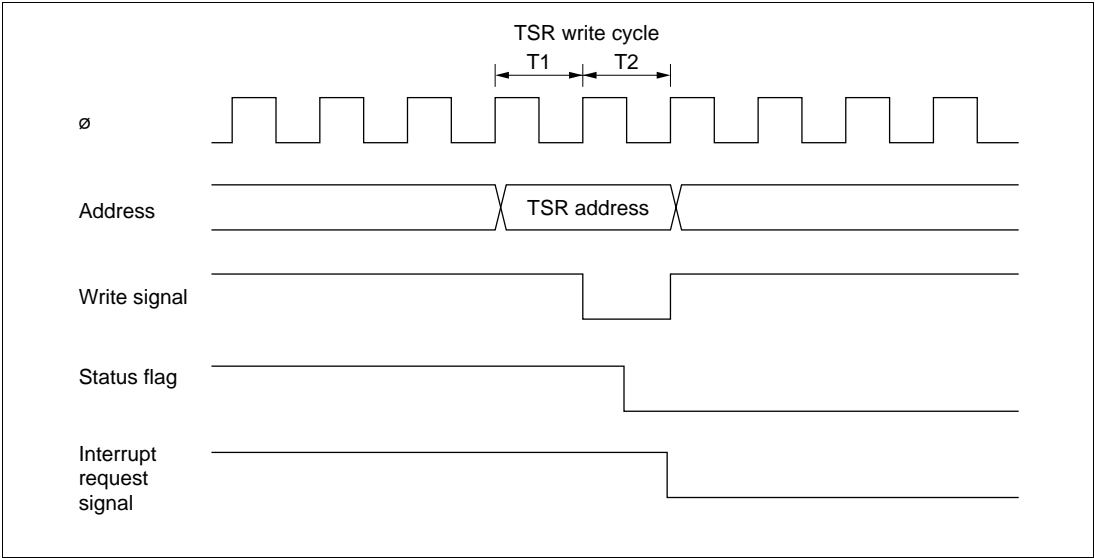 TSR write cycle
T1 T2
ø
Address
TSR address
Write signal
Status flag
Interrupt
request
signal